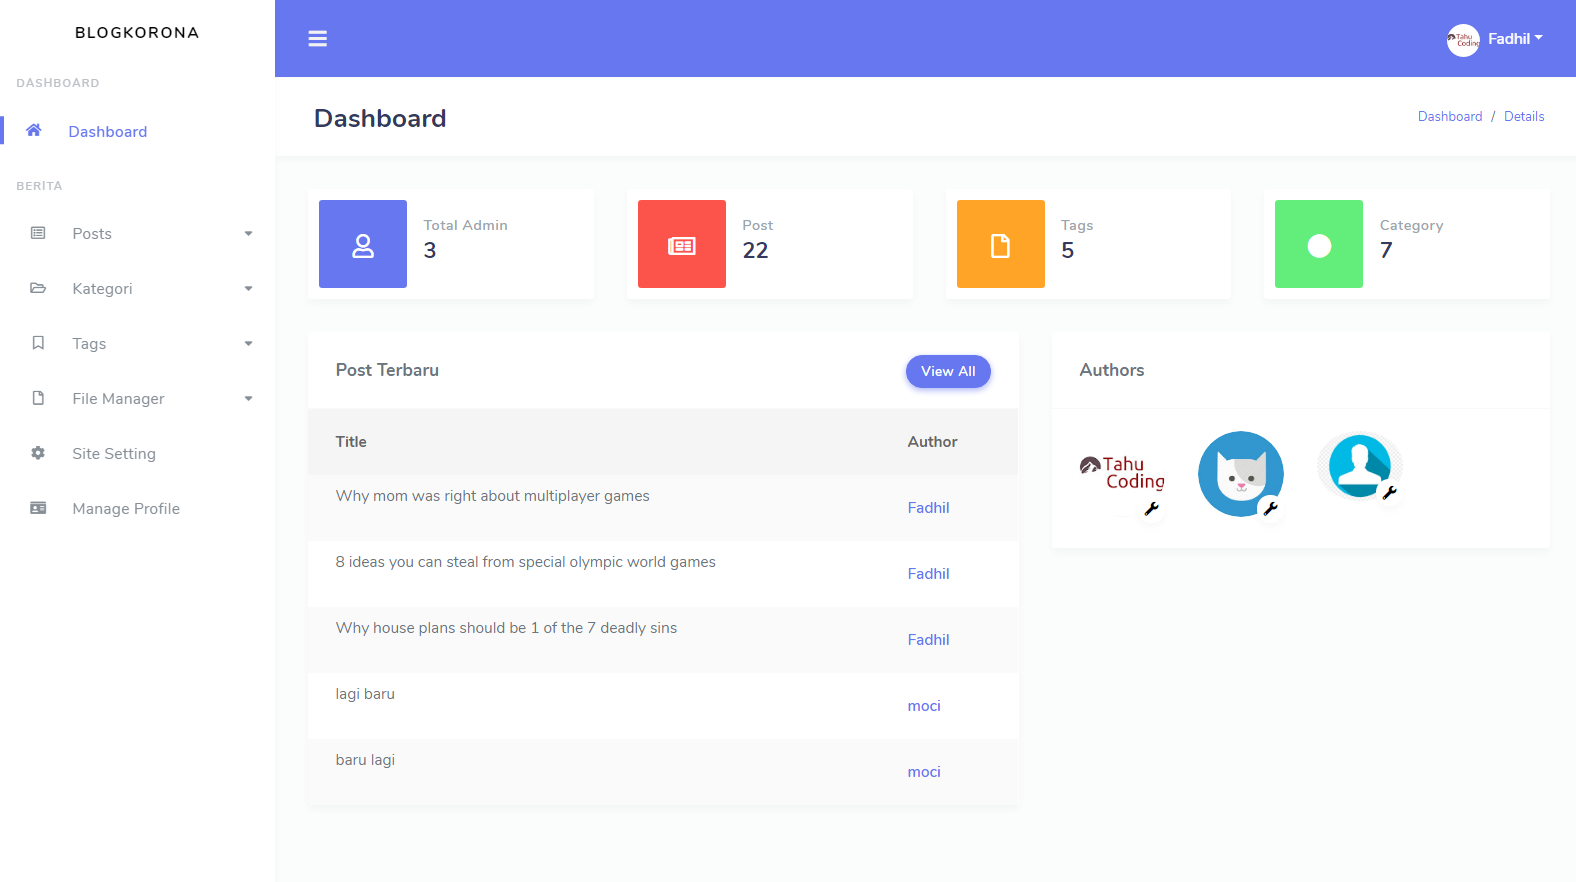 BLOGKORONA
DASHBOARD
Dashboard
BERITA
Posts
Kategori
Tags
File Manager
Site Setting
Manage Profile
Tahu
Coding
Fadhil
Dashboard
Dashboard / Details
Total Admin
3
Post
22
Tags
5
Category
7
Post Terbaru
View All
Title
Author
Why mom was right about multiplayer games
Fadhil
8 ideas you can steal from special olympic world games
Fadhil
Why house plans should be 1 of the 7 deadly sins
Fadhil
lagi baru
moci
baru lagi
moci
Authors
Tahu
Coding